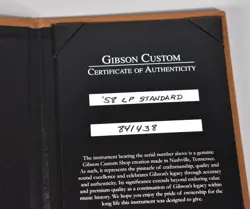 GIBSON CUSTOM
CERTIFICATE OF AUTHENTICITY
'58 LP STANDARD
841438
The instrument bearing the serial number above is a genuine
Gibson Custom Shop creation made in Nashville, Tennessee.
As such, it represents the pinnacle of craftsmanship, quality and
sound excellence and celebrates Gibson's legacy through accuracy
and authenticity. Its significance extends beyond enduring value
and premium quality as a continuation of Gibson's legacy within
music history. We hope you enjoy the pride of ownership for the
long life this instrument was designed to give.